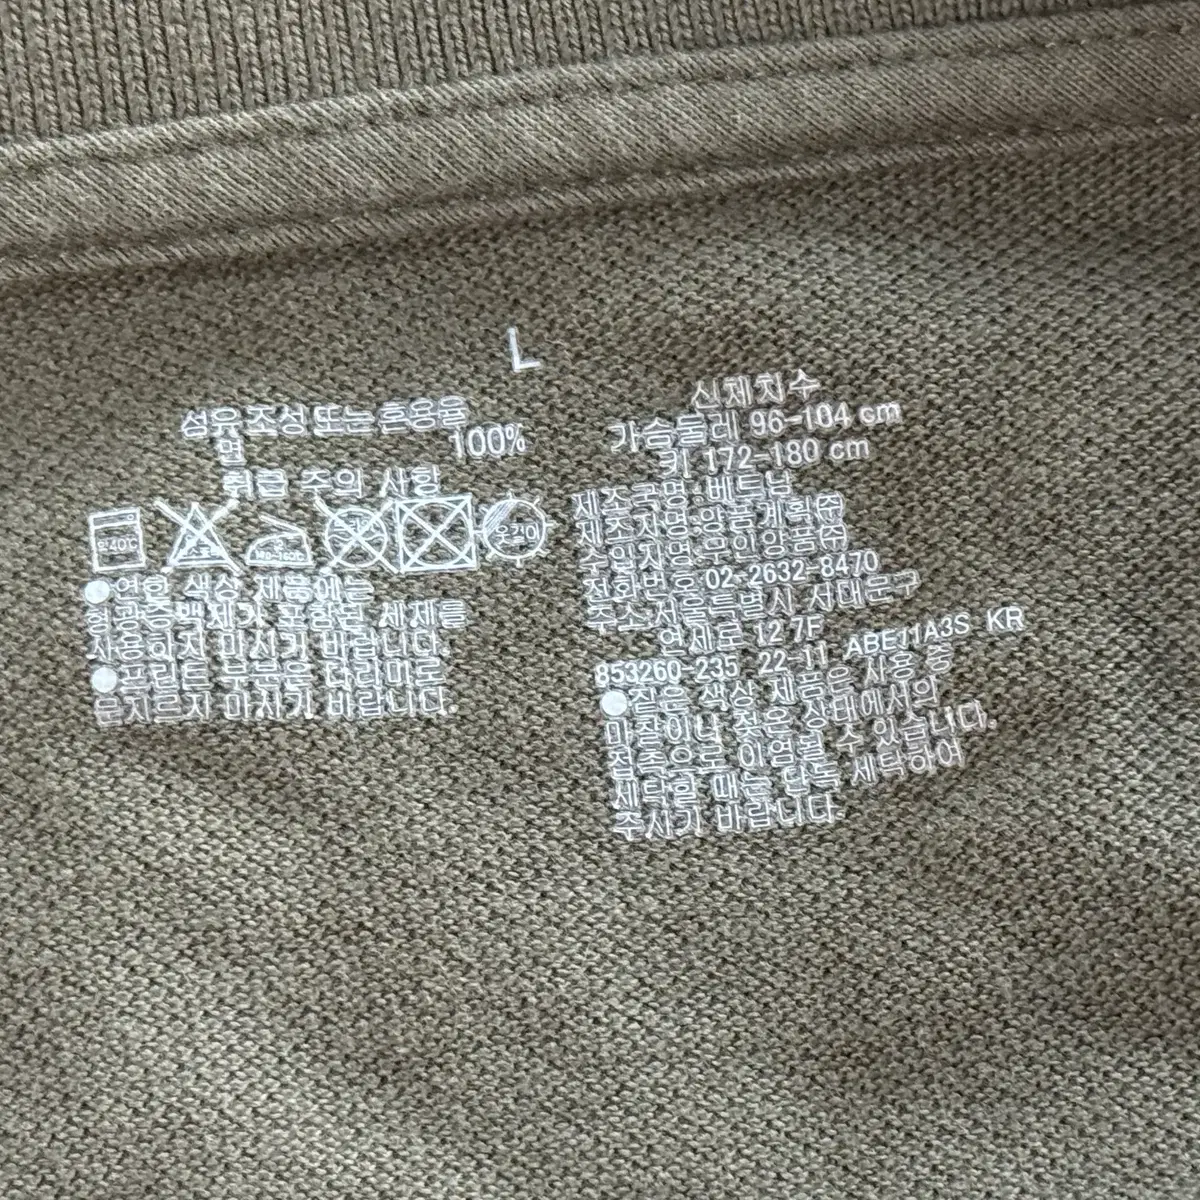 L
섬유 조성 또는 혼용율
면 100%
취급 주의 사항
약40℃
옷걸이
●연한 색상 제품에는
형광증백제가 포함된 세제를
사용하지 마시기 바랍니다.
●프린트 부분은 다리미로
문지르지 마시기 바랍니다.
신체치수
가슴둘레 96-104 cm
키 172-180 cm
제조국명:베트남
제조자명:양품계획㈜
수입자명:무인양품㈜
전화번호:02-2632-8470
주소:서울특별시 서대문구
연세로 12 7F
853260-235 22-11 ABE11A3S KR
●짙은 색상 제품은 사용 중
마찰이나 젖은 상태에서의
접촉으로 이염될 수 있습니다.
세탁할 때는 단독 세탁하여
주시기 바랍니다.